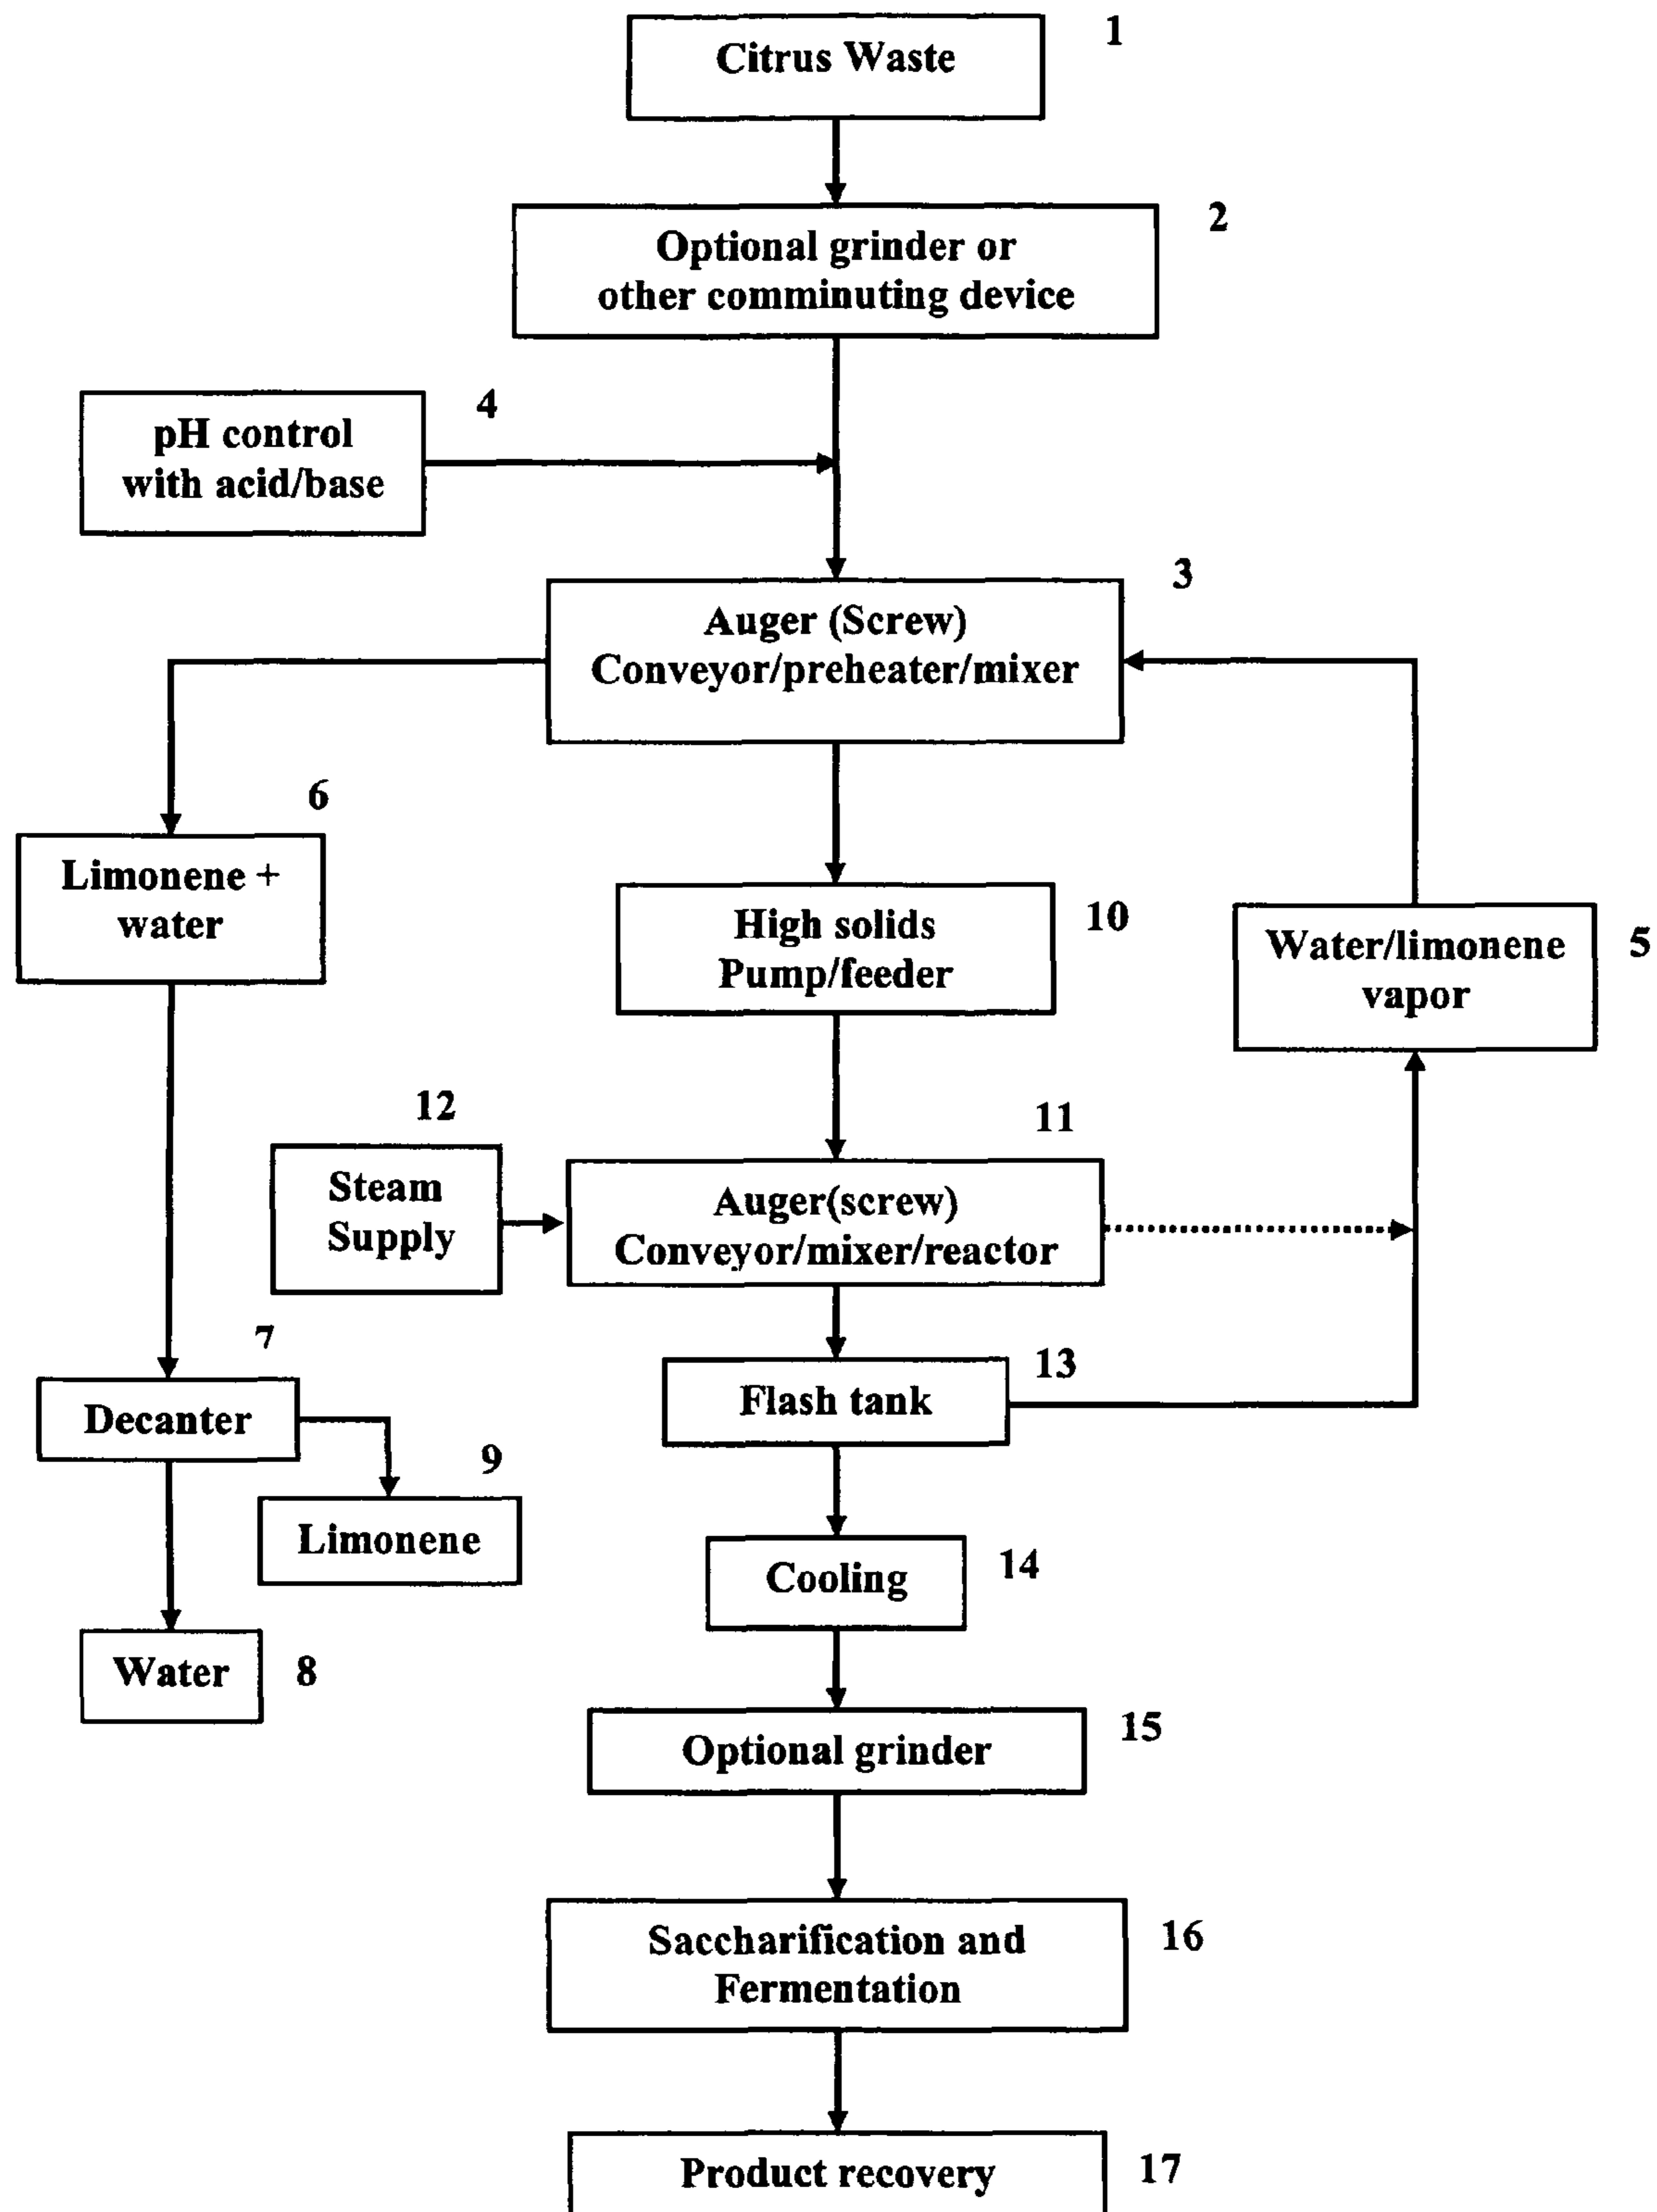 Citrus Waste
1
Optional grinder or
other comminuting device
2
pH control
with acid/base
4
Auger (Screw)
Conveyor/preheater/mixer
3
Limonene +
water
6
High solids
Pump/feeder
10
Water/limonene
vapor
5
Steam
Supply
12
Auger(screw)
Conveyor/mixer/reactor
11
Flash tank
13
Decanter
7
Limonene
9
Cooling
14
Water
8
Optional grinder
15
Saccharification and
Fermentation
16
Product recovery
17